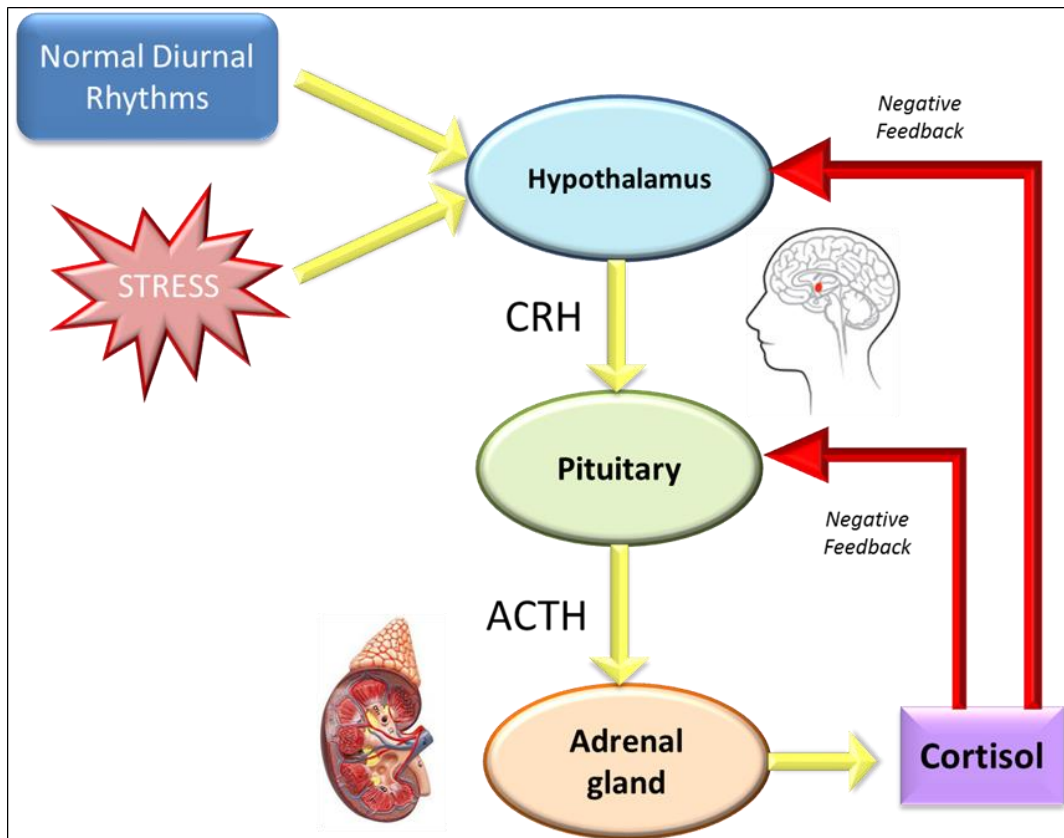 Normal Diurnal
Rhythms
Negative
Feedback
Hypothalamus
STRESS
CRH
Pituitary
Negative
Feedback
ACTH
Adrenal
gland
Cortisol